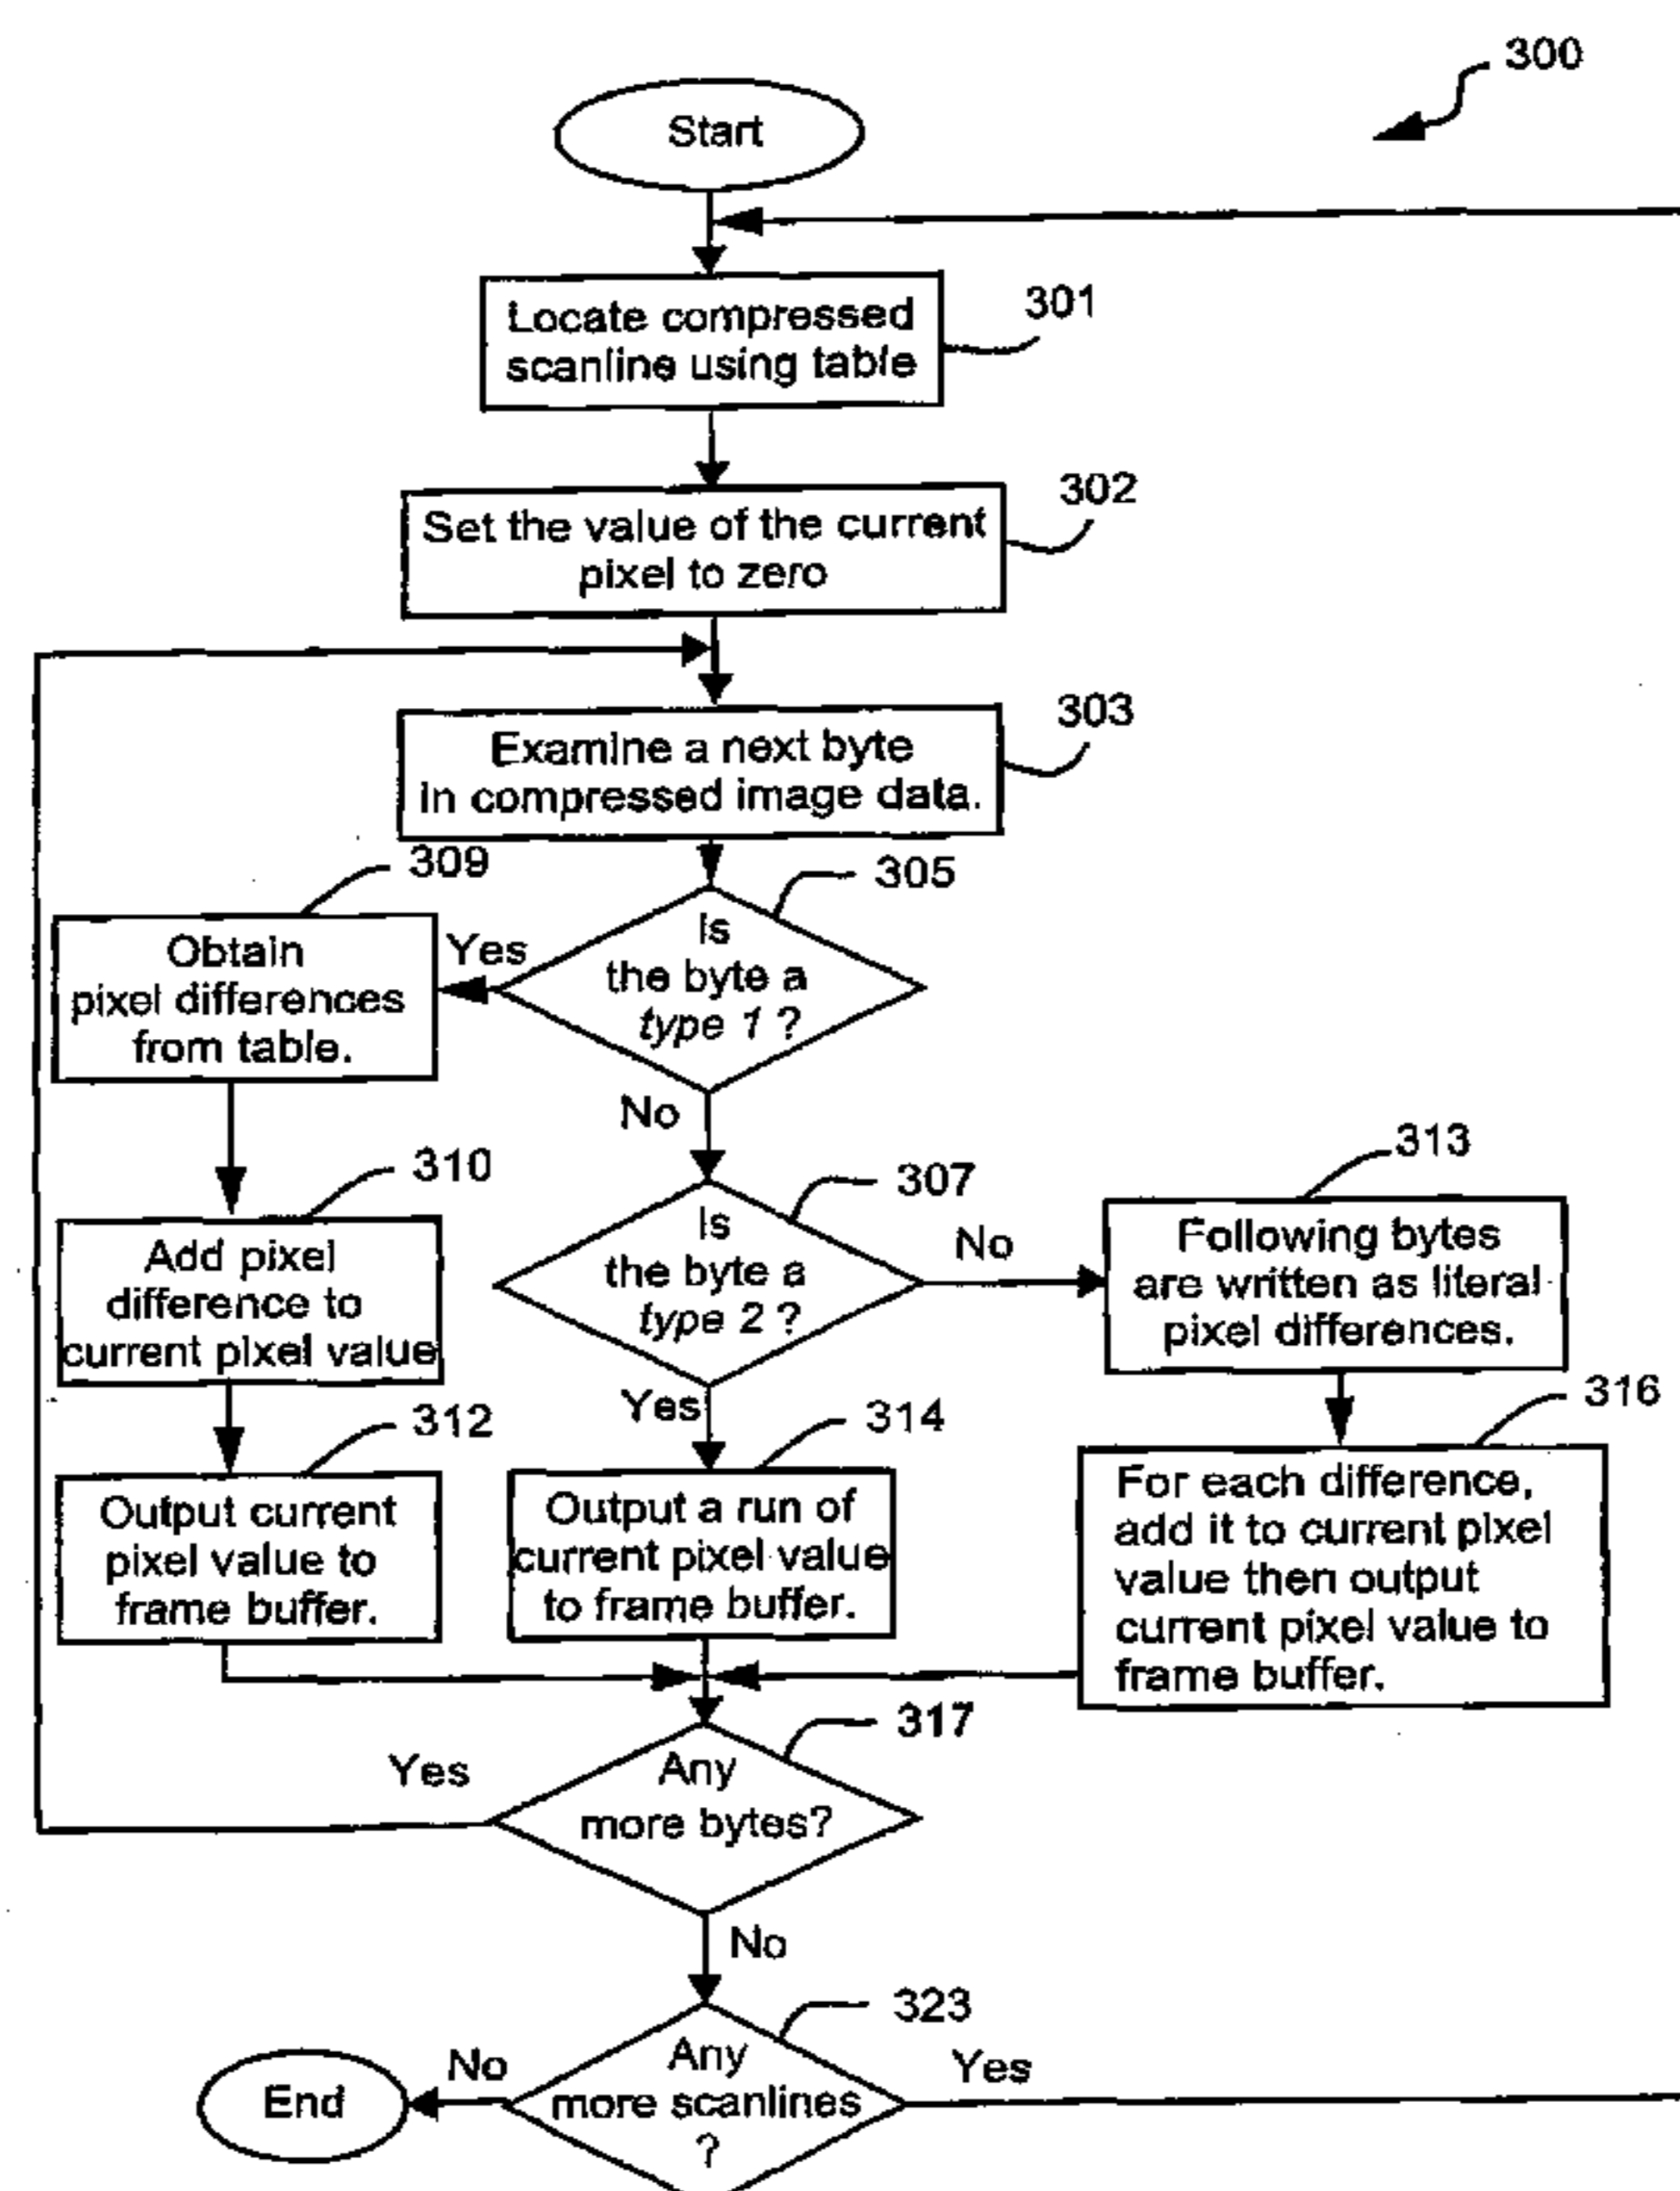 300
Start
Locate compressed
scanline using table
301
Set the value of the current
pixel to zero
302
Examine a next byte
in compressed image data.
303
309
305
Obtain
pixel differences
from table.
Yes
Is
the byte a
type 1 ?
No
310
307
313
Add pixel
difference to
current pixel value
Is
the byte a
type 2 ?
No
Following bytes
are written as literal
pixel differences.
Yes
312
314
316
Output current
pixel value to
frame buffer.
Output a run of
current pixel value
to frame buffer.
For each difference,
add it to current pixel
value then output
current pixel value to
frame buffer.
317
Yes
Any
more bytes?
No
323
End
No
Any
more scanlines
?
Yes